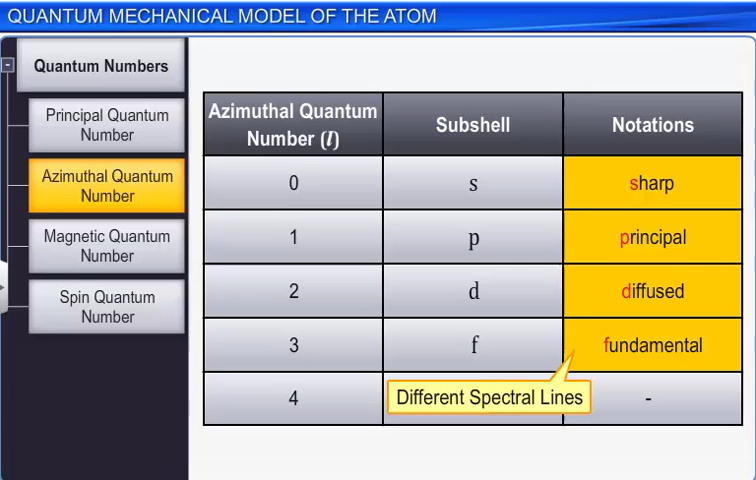 QUANTUM MECHANICAL MODEL OF THE ATOM
Quantum Numbers
Principal Quantum
Number
Azimuthal Quantum
Number
Magnetic Quantum
Number
Spin Quantum
Number
Azimuthal Quantum
Number (l)
Subshell
Notations
0
s
sharp
1
p
principal
2
d
diffused
3
f
fundamental
4
Different Spectral Lines
-